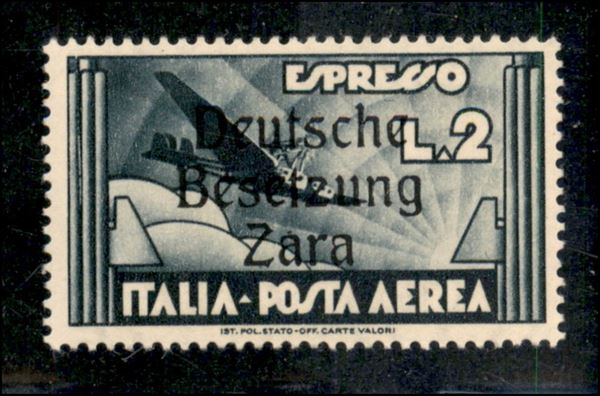 ESPRESSO
L. 2
Deutsche
Besetzung
Zara
ITALIA-POSTA AEREA
IST. POL. STATO-OFF. CARTE VALORI